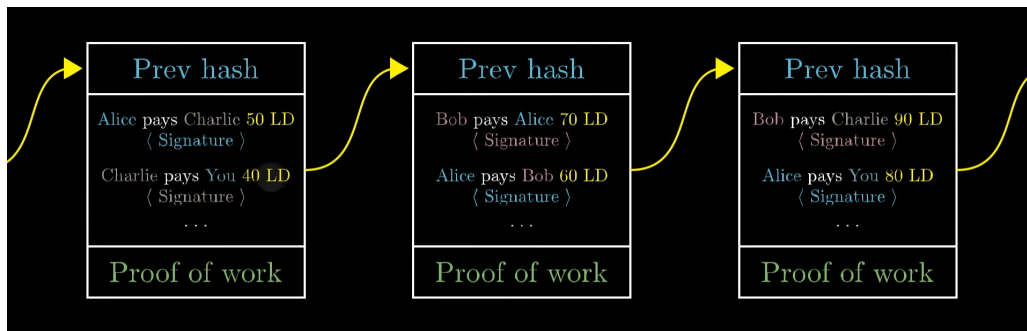 Prev hash
Alice pays Charlie 50 LD
⟨ Signature ⟩
Charlie pays You 40 LD
⟨ Signature ⟩
...
Proof of work
Prev hash
Bob pays Alice 70 LD
⟨ Signature ⟩
Alice pays Bob 60 LD
⟨ Signature ⟩
...
Proof of work
Prev hash
Bob pays Charlie 90 LD
⟨ Signature ⟩
Alice pays You 80 LD
⟨ Signature ⟩
...
Proof of work